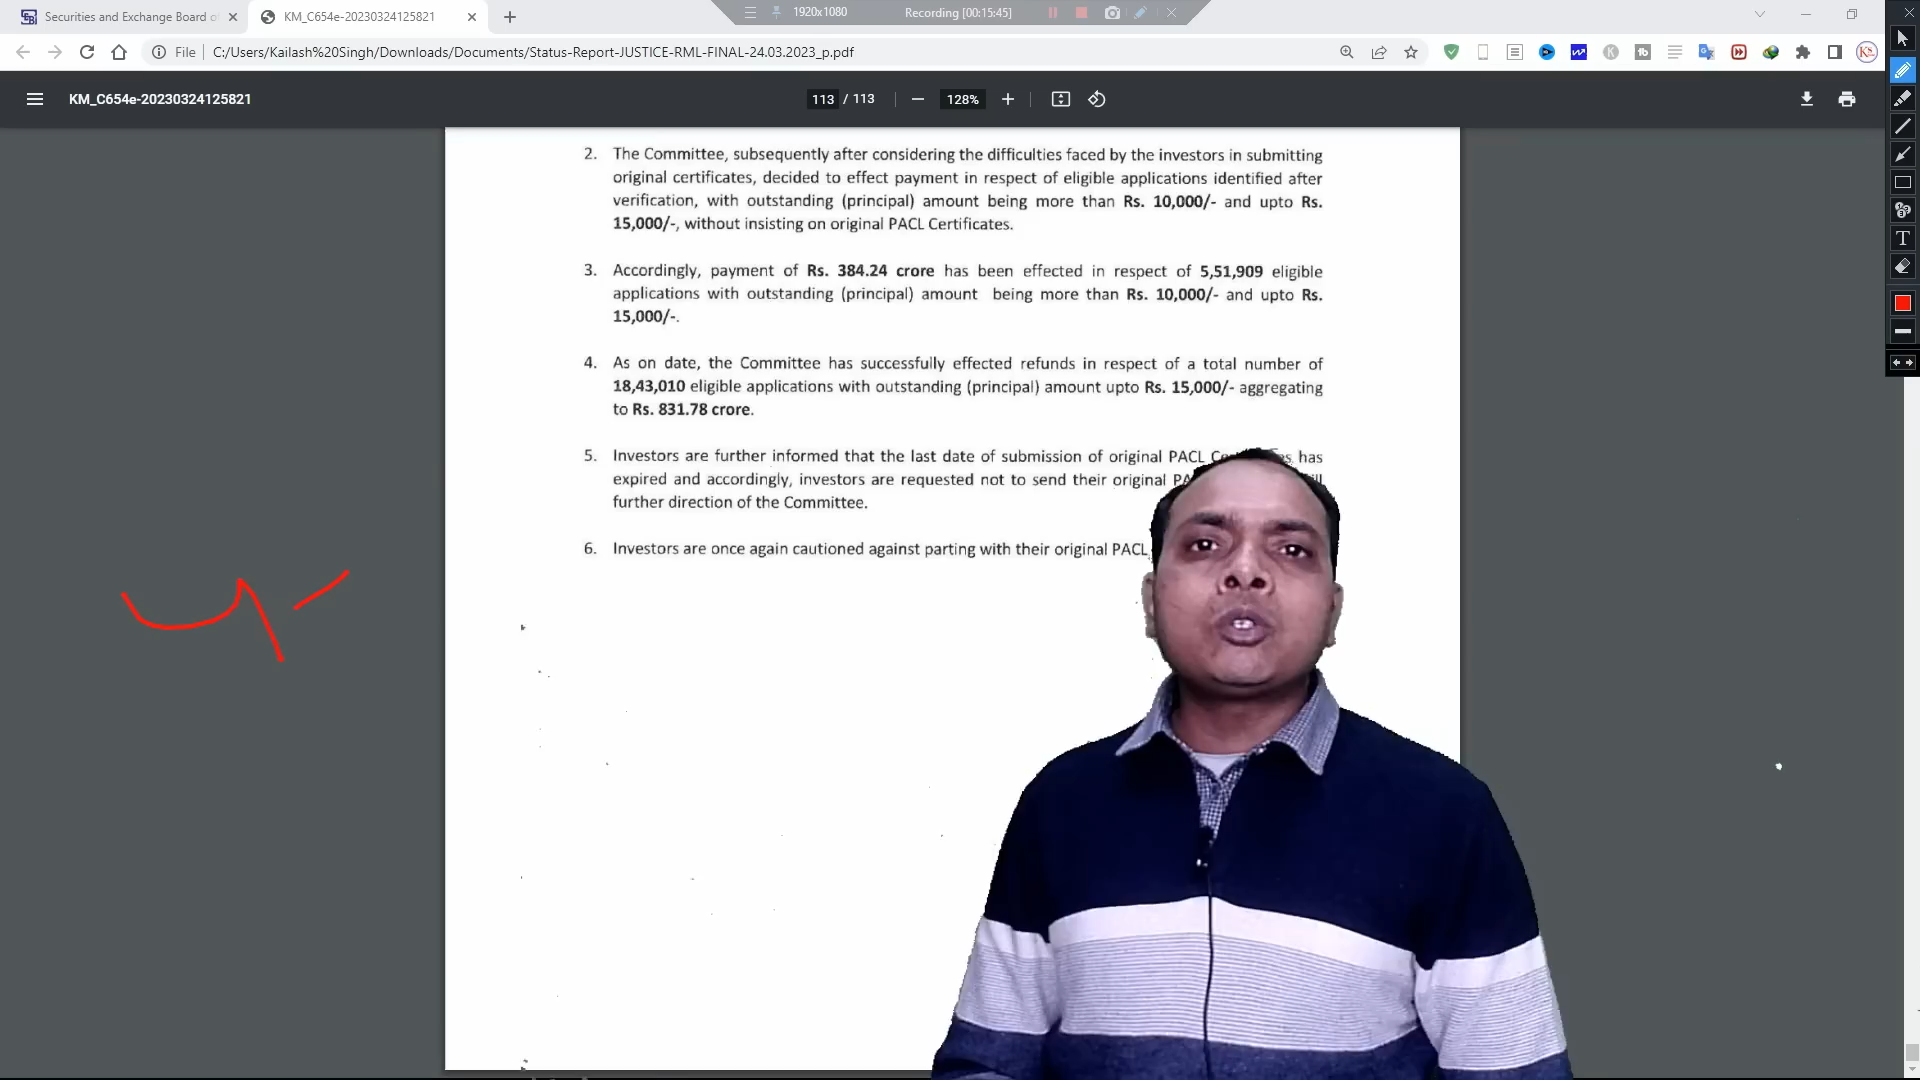 Securities and Exchange Board o
KM_C654e-20230324125821
1920x1080
Recording [00:15:45]
File
C:/Users/Kailash%20Singh/Downloads/Documents/Status-Report-JUSTICE-RML-FINAL-24.03.2023_p.pdf
KM_C654e-20230324125821
113 / 113
128%
2. The Committee, subsequently after considering the difficulties faced by the investors in submitting
original certificates, decided to effect payment in respect of eligible applications identified after
verification, with outstanding (principal) amount being more than Rs. 10,000/- and upto Rs.
15,000/-, without insisting on original PACL Certificates.
3. Accordingly, payment of Rs. 384.24 crore has been effected in respect of 5,51,909 eligible
applications with outstanding (principal) amount being more than Rs. 10,000/- and upto Rs.
15,000/-.
4. As on date, the Committee has successfully effected refunds in respect of a total number of
18,43,010 eligible applications with outstanding (principal) amount upto Rs. 15,000/- aggregating
to Rs. 831.78 crore.
5. Investors are further informed that the last date of submission of original PACL has
expired and accordingly, investors are requested not to send their original
further direction of the Committee.
6. Investors are once again cautioned against parting with their original PACL